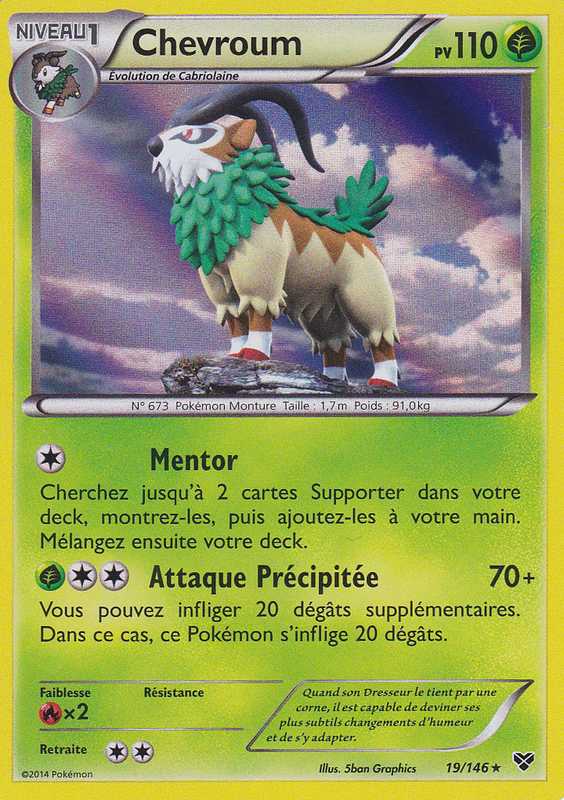 NIVEAU 1
Chevroum
PV 110
Évolution de Cabriolaine
N° 673 Pokémon Monture Taille : 1,7 m Poids : 91,0 kg
Mentor
Cherchez jusqu'à 2 cartes Supporter dans votre
deck, montrez-les, puis ajoutez-les à votre main.
Mélangez ensuite votre deck.
Attaque Précipitée 70+
Vous pouvez infliger 20 dégâts supplémentaires.
Dans ce cas, ce Pokémon s'inflige 20 dégâts.
Faiblesse Résistance
×2
Retraite
Quand son Dresseur le tient par une
corne, il est capable de deviner ses
plus subtils changements d'humeur
et de s'y adapter.
Illus. 5ban Graphics 19/146 ★
©2014 Pokémon